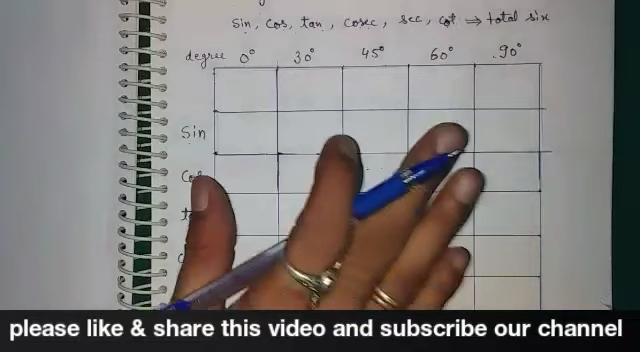 Sin, Cos, tan, Cosec, sec, cot ⇒ total six
degree 0° 30° 45° 60° 90°
Sin
please like & share this video and subscribe our channel